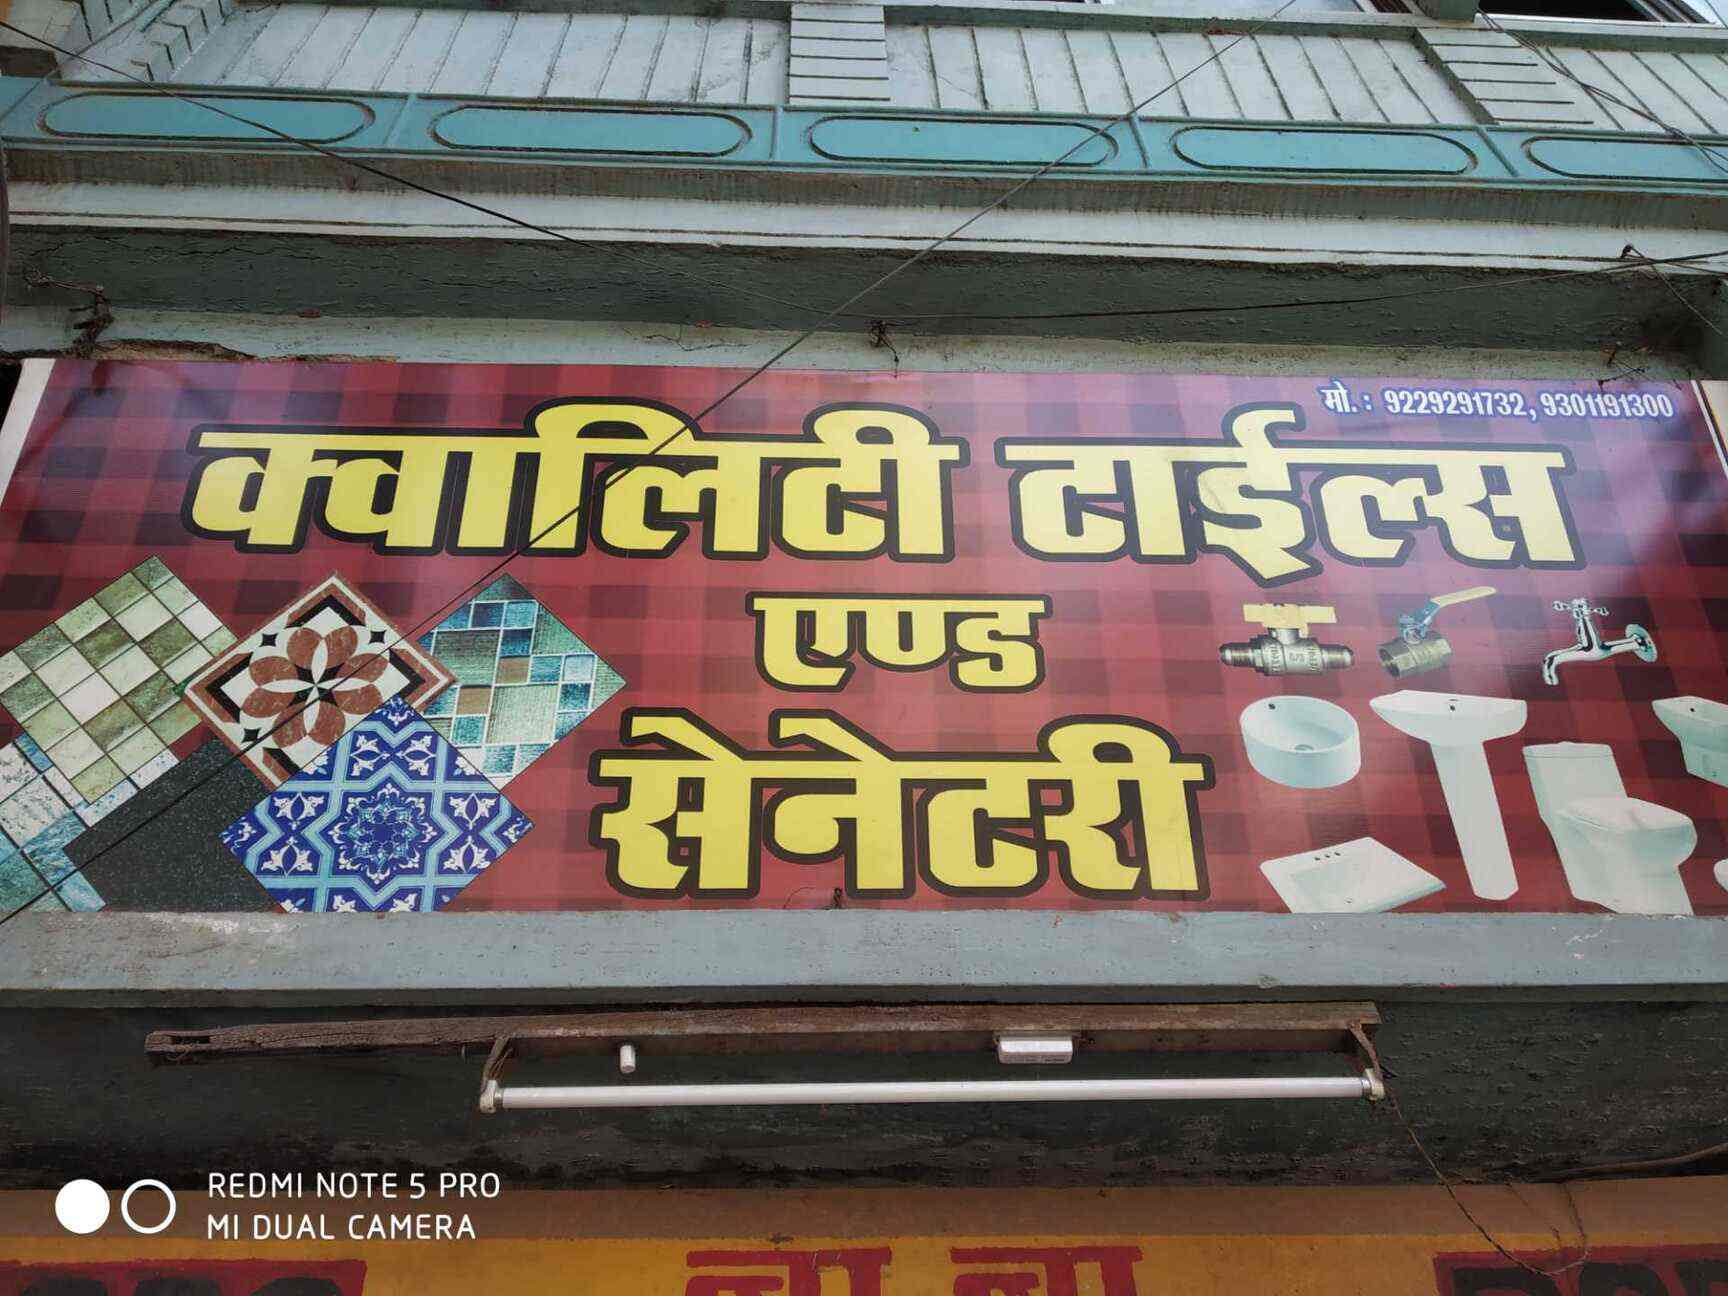 मो. : 9229291732, 9301191300
क्वालिटी टाईल्स
एण्ड
सेनेटरी
REDMI NOTE 5 PRO
MI DUAL CAMERA